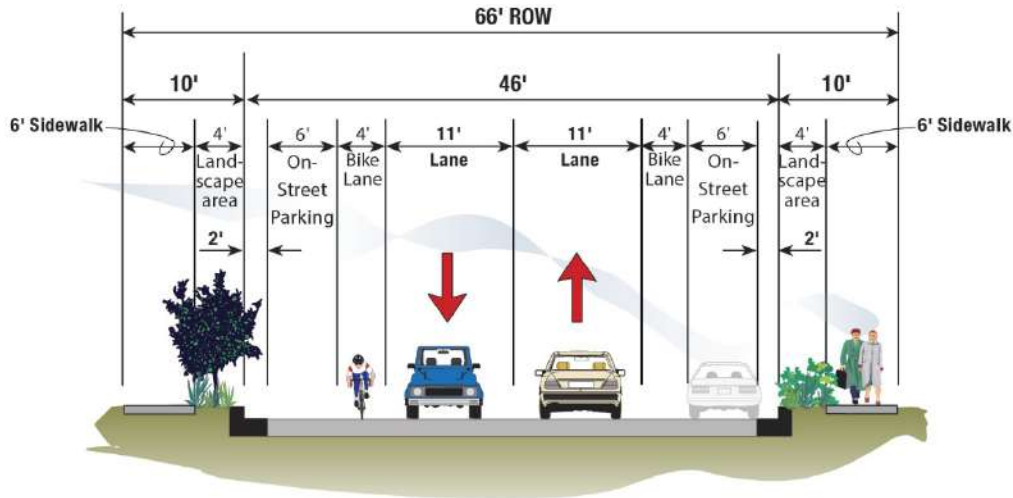 66' ROW
10'
46'
10'
6' Sidewalk
4'
6'
4'
11'
11'
4'
6'
4'
6' Sidewalk
Land-
scape
area
On-
Street
Parking
Bike
Lane
Lane
Lane
Bike
Lane
On-
Street
Parking
Land-
scape
area
2'
2'